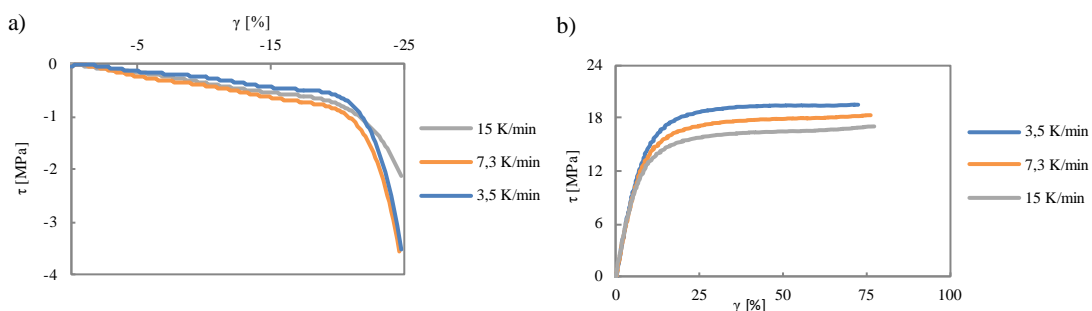 a)
γ [%]
-5
-15
-25
0
-1
-2
-3
-4
τ [MPa]
15 K/min
7,3 K/min
3,5 K/min
b)
24
18
12
6
0
τ [MPa]
0
25
50
75
100
γ [%]
3,5 K/min
7,3 K/min
15 K/min